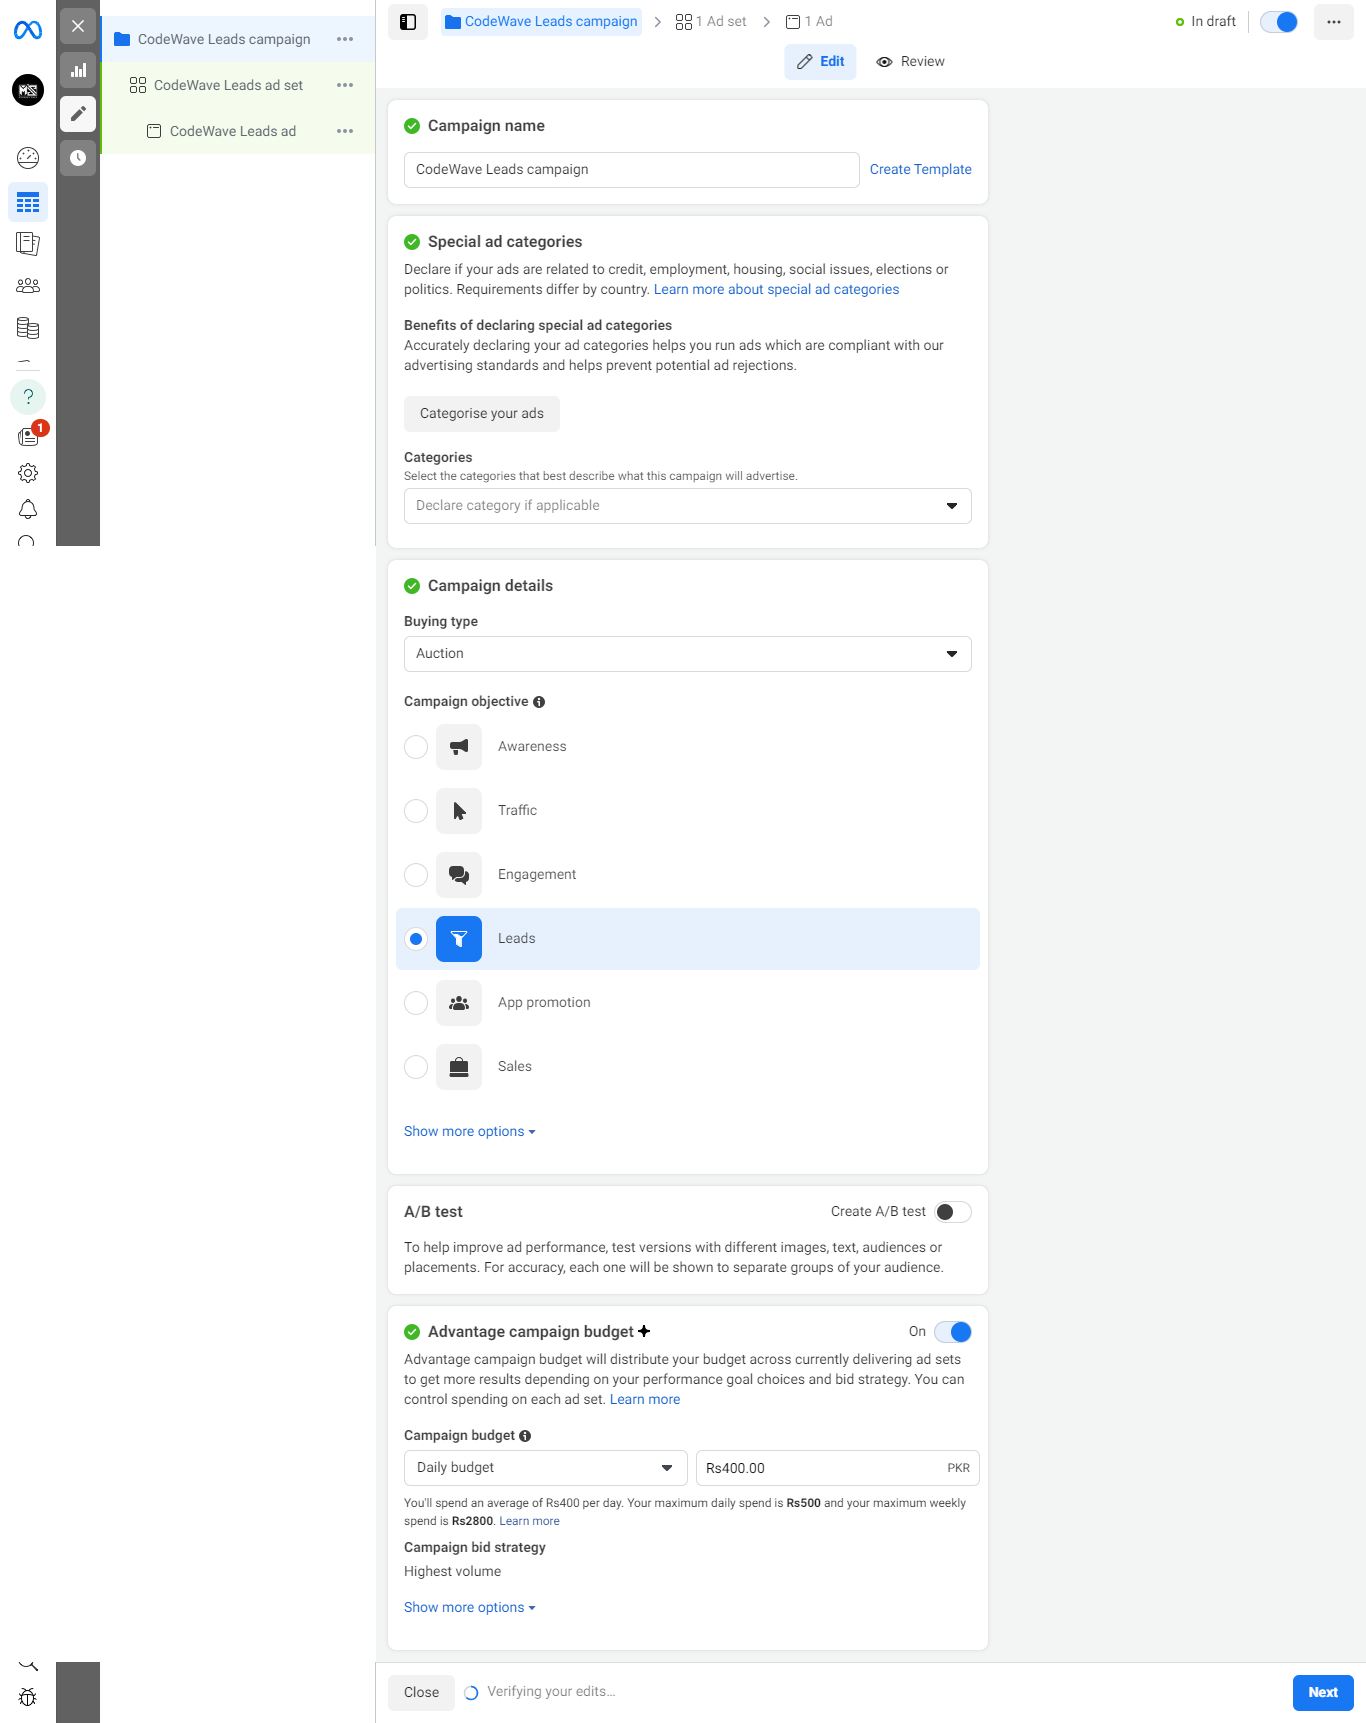 CodeWave Leads campaign
CodeWave Leads ad set
CodeWave Leads ad
CodeWave Leads campaign
1 Ad set
1 Ad
In draft
Edit
Review
Campaign name
CodeWave Leads campaign
Create Template
Special ad categories
Declare if your ads are related to credit, employment, housing, social issues, elections or
politics. Requirements differ by country. Learn more about special ad categories
Benefits of declaring special ad categories
Accurately declaring your ad categories helps you run ads which are compliant with our
advertising standards and helps prevent potential ad rejections.
Categorise your ads
Categories
Select the categories that best describe what this campaign will advertise.
Declare category if applicable
Campaign details
Buying type
Auction
Campaign objective
Awareness
Traffic
Engagement
Leads
App promotion
Sales
Show more options
A/B test
Create A/B test
To help improve ad performance, test versions with different images, text, audiences or
placements. For accuracy, each one will be shown to separate groups of your audience.
Advantage campaign budget
On
Advantage campaign budget will distribute your budget across currently delivering ad sets
to get more results depending on your performance goal choices and bid strategy. You can
control spending on each ad set. Learn more
Campaign budget
Daily budget
Rs400.00
PKR
You'll spend an average of Rs400 per day. Your maximum daily spend is Rs500 and your maximum weekly
spend is Rs2800. Learn more
Campaign bid strategy
Highest volume
Show more options
Close
Verifying your edits...
Next
1